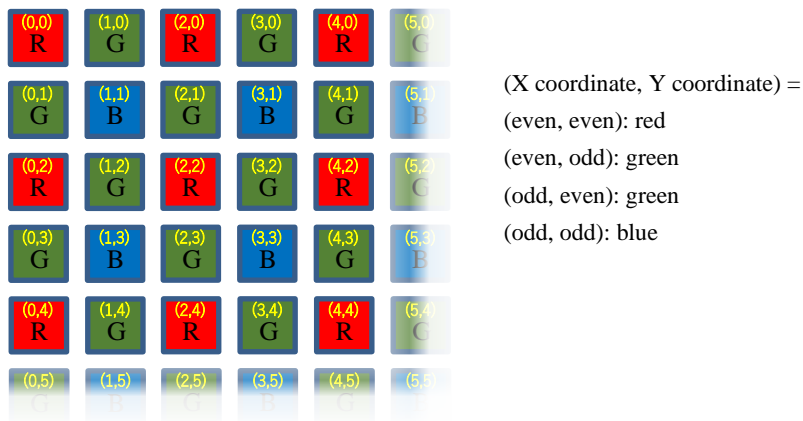 (0,0) (1,0) (2,0) (3,0) (4,0) (5,0)
R G R G R G
(0,1) (1,1) (2,1) (3,1) (4,1) (5,1)
G B G B G B
(0,2) (1,2) (2,2) (3,2) (4,2) (5,2)
R G R G R G
(0,3) (1,3) (2,3) (3,3) (4,3) (5,3)
G B G B G B
(0,4) (1,4) (2,4) (3,4) (4,4) (5,4)
R G R G R G
(0,5) (1,5) (2,5) (3,5) (4,5) (5,5)
G B G B G B
(X coordinate, Y coordinate) =
(even, even): red
(even, odd): green
(odd, even): green
(odd, odd): blue